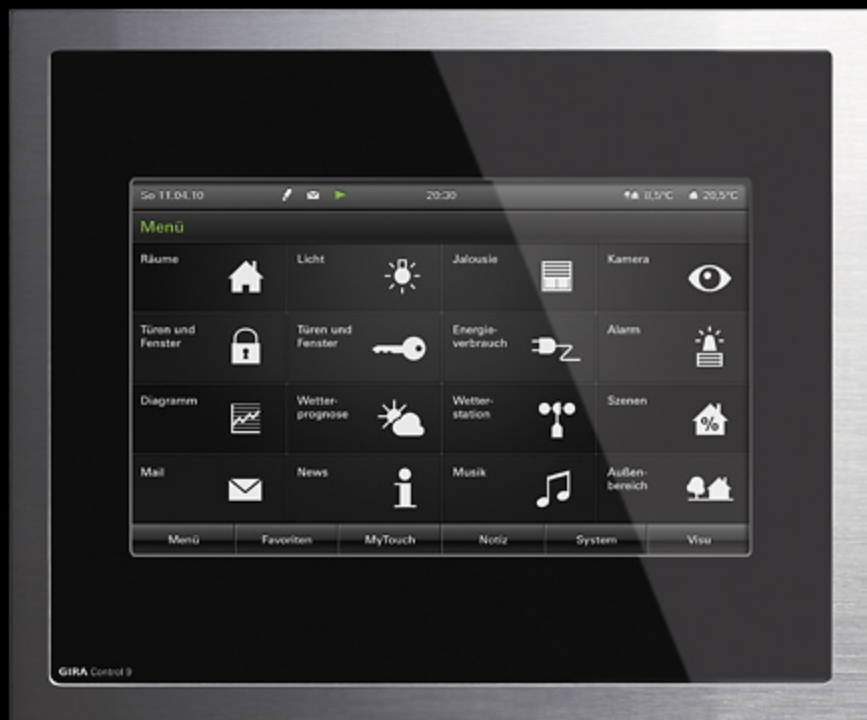 So 11.04.10 20:30 0,5°C 20,5°C
Menü
Räume Licht Jalousie Kamera
Türen und Türen und Energie- Alarm
Fenster Fenster verbrauch
Diagramm Wetter- Wetter- Szenen
prognose station
Mail News Musik Außen-
bereich
Menü Favoriten MyTouch Notiz System Visu
GIRA Control 9